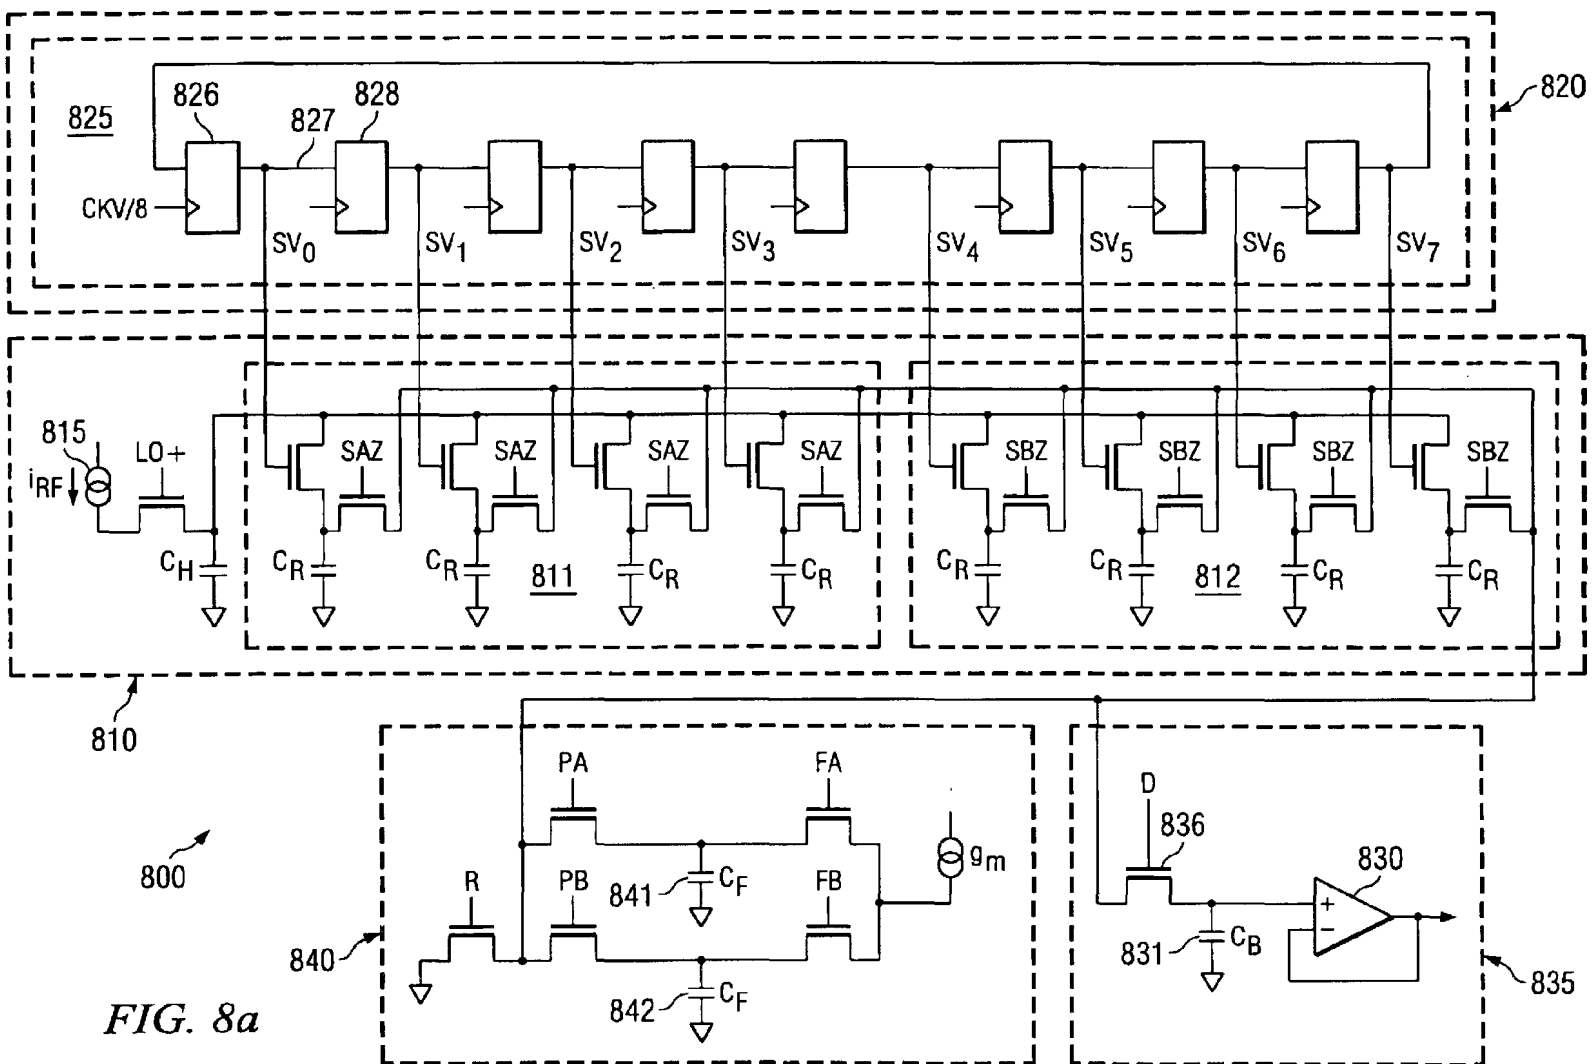 820
826
828
825
827
CKV/8
SV0
SV1
SV2
SV3
SV4
SV5
SV6
SV7
815
LO+
iRF
SAZ
SAZ
SAZ
SAZ
SBZ
SBZ
SBZ
SBZ
CH
CR
CR
811
CR
CR
CR
CR
812
CR
CR
810
PA
FA
D
836
830
gm
800
R
PB
841
CF
FB
+
-
840
831
CB
835
842
CF
FIG. 8a